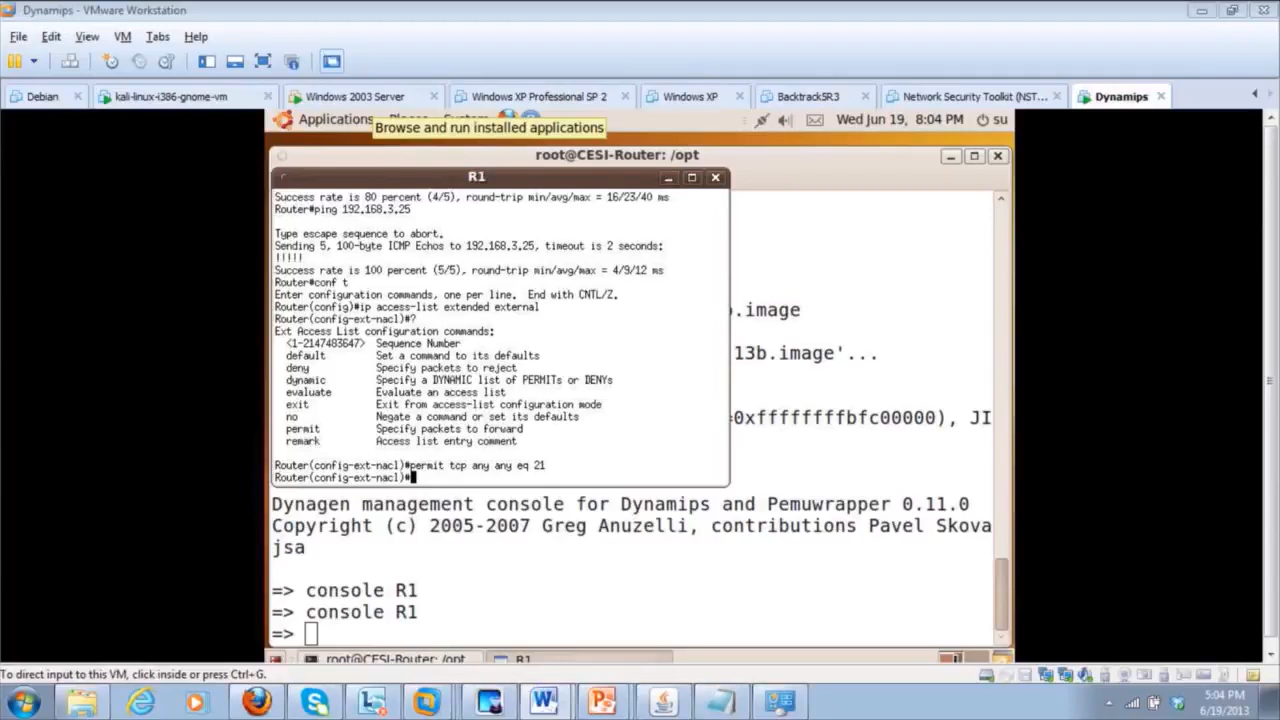 Dynamips - VMware Workstation
File Edit View VM Tabs Help
Debian kali-linux-i386-gnome-vm Windows 2003 Server Windows XP Professional SP 2 Windows XP Backtrack5R3 Network Security Toolkit (NST... Dynamips
Applications System Wed Jun 19, 8:04 PM su
Browse and run installed applications
root@CESI-Router: /opt
R1
Success rate is 80 percent (4/5), round-trip min/avg/max = 16/23/40 ms
Router#ping 192.168.3.25
Type escape sequence to abort.
Sending 5, 100-byte ICMP Echos to 192.168.3.25, timeout is 2 seconds:
!!!!!
Success rate is 100 percent (5/5), round-trip min/avg/max = 4/9/12 ms
Router#conf t
Enter configuration commands, one per line. End with CNTL/Z.
Router(config)#ip access-list extended external
Router(config-ext-nacl)#?
Ext Access List configuration commands:
<1-2147483647> Sequence Number
default Set a command to its defaults
deny Specify packets to reject
dynamic Specify a DYNAMIC list of PERMITs or DENYs
evaluate Evaluate an access list
exit Exit from access-list configuration mode
no Negate a command or set its defaults
permit Specify packets to forward
remark Access list entry comment
Router(config-ext-nacl)#permit tcp any any eq 21
Router(config-ext-nacl)#
b.image
13b.image'...
=0xffffffffbfc00000), JI
Dynagen management console for Dynamips and Pemuwrapper 0.11.0
Copyright (c) 2005-2007 Greg Anuzelli, contributions Pavel Skova
jsa
=> console R1
=> console R1
=>
root@CESI-Router: /opt R1
To direct input to this VM, click inside or press Ctrl+G.
5:04 PM
6/19/2013